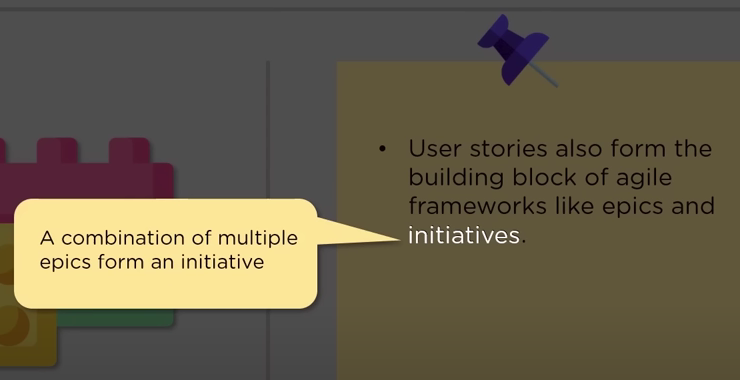 • User stories also form the
building block of agile
frameworks like epics and
initiatives.
A combination of multiple
epics form an initiative